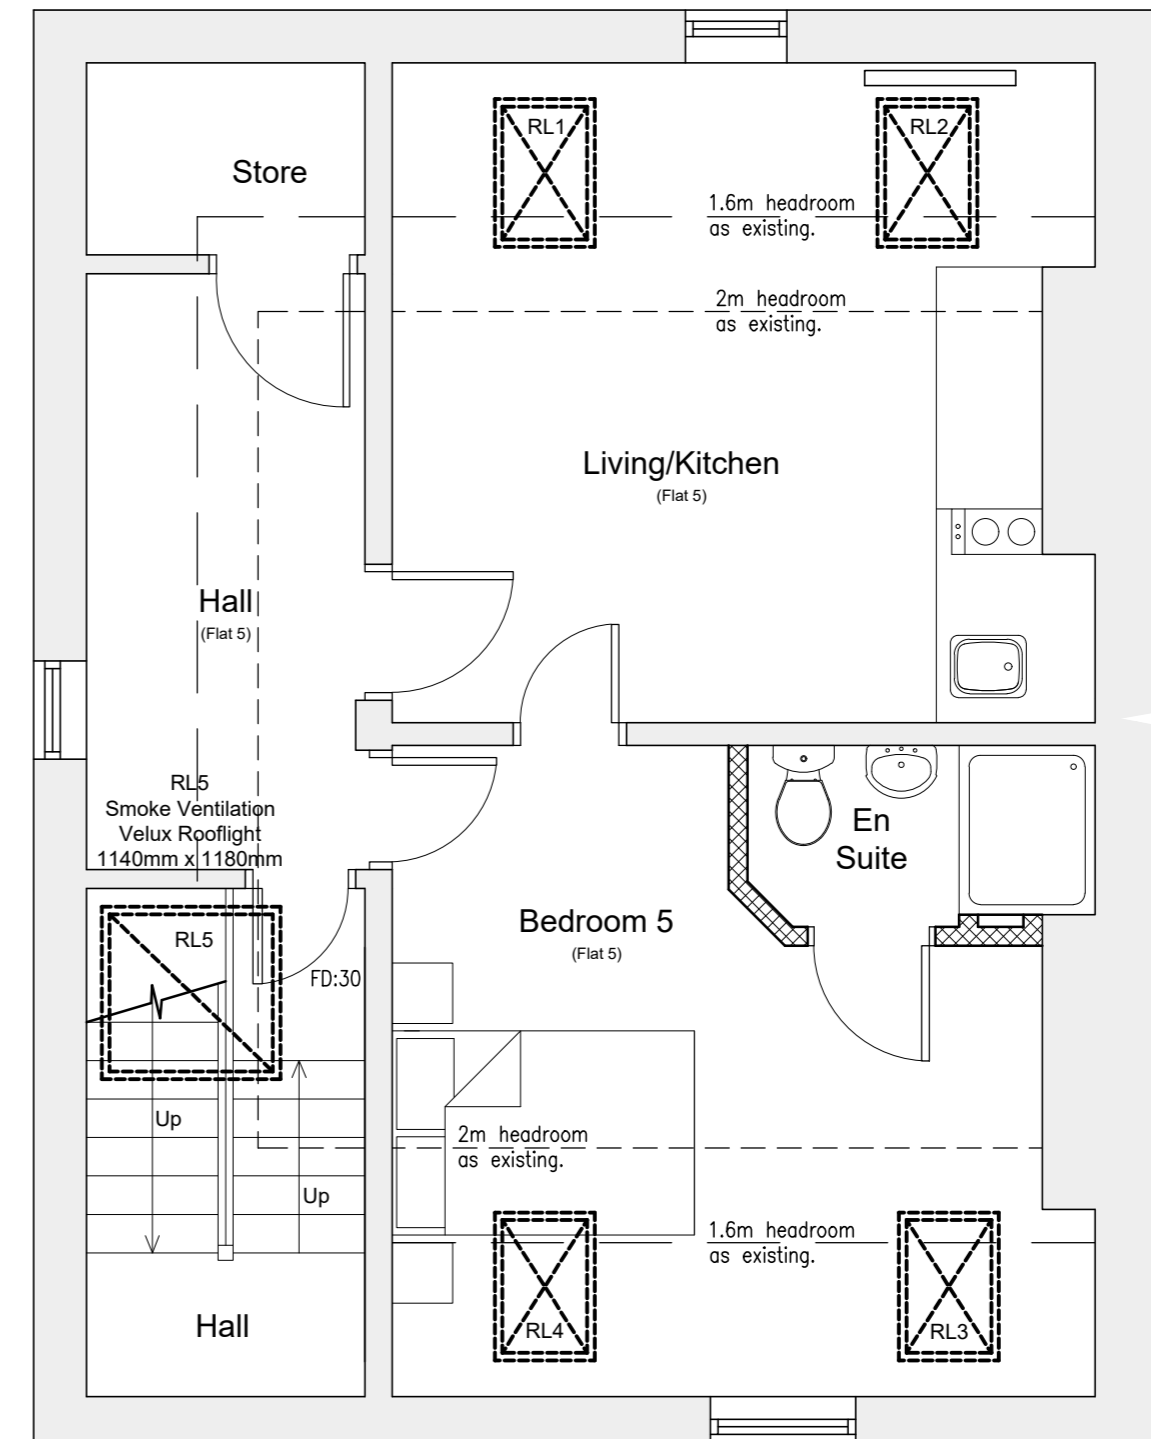 RL1
RL2
Store
1.6m headroom
as existing.
2m headroom
as existing.
Living/Kitchen
(Flat 5)
Hall
(Flat 5)
RL5
Smoke Ventilation
Velux Rooflight
1140mm x 1180mm
En
Suite
Bedroom 5
(Flat 5)
RL5
FD:30
Up
2m headroom
as existing.
Up
1.6m headroom
as existing.
Hall
RL4
RL3